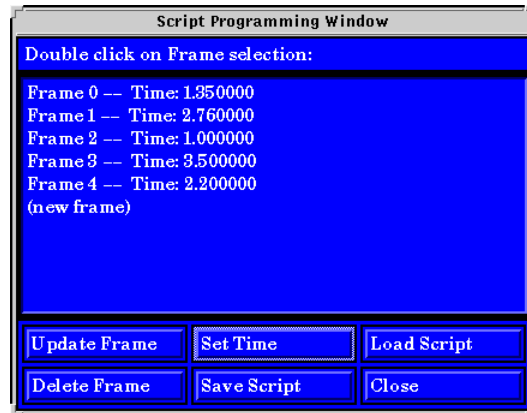 Script Programming Window
Double click on Frame selection:
Frame 0 -- Time: 1.350000
Frame 1 -- Time: 2.760000
Frame 2 -- Time: 1.000000
Frame 3 -- Time: 3.500000
Frame 4 -- Time: 2.200000
(new frame)
Update Frame Set Time Load Script
Delete Frame Save Script Close